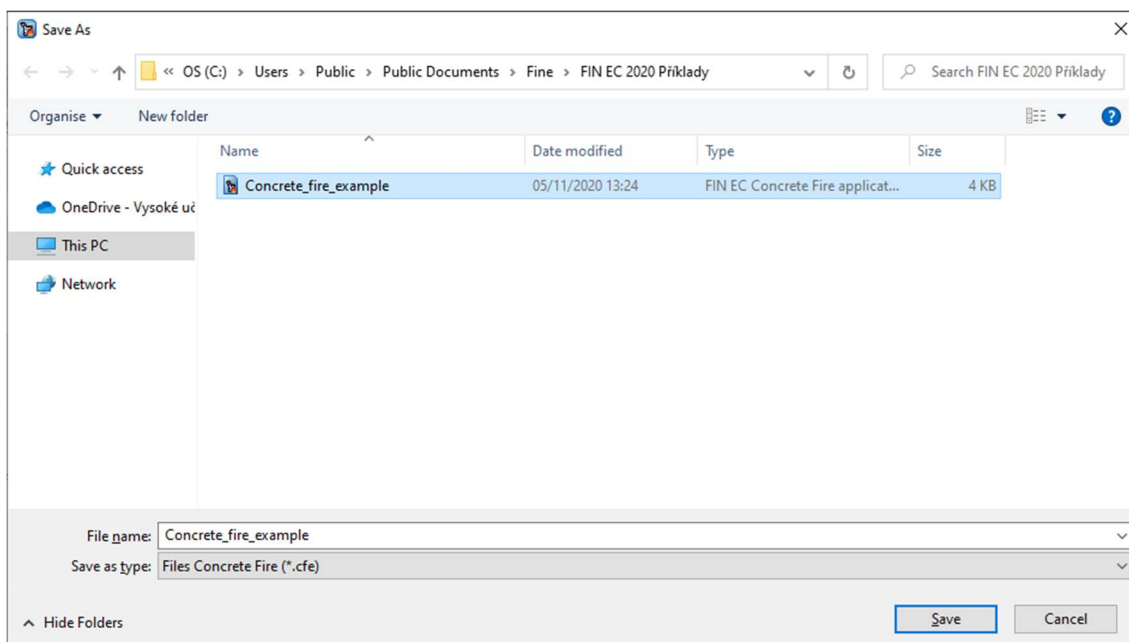 Save As
« OS (C:) › Users › Public › Public Documents › Fine › FIN EC 2020 Příklady
Search FIN EC 2020 Příklady
Organise New folder
Name Date modified Type Size
Quick access
Concrete_fire_example 05/11/2020 13:24 FIN EC Concrete Fire applicat... 4 KB
OneDrive - Vysoké uč
This PC
Network
File name: Concrete_fire_example
Save as type: Files Concrete Fire (*.cfe)
Hide Folders Save Cancel